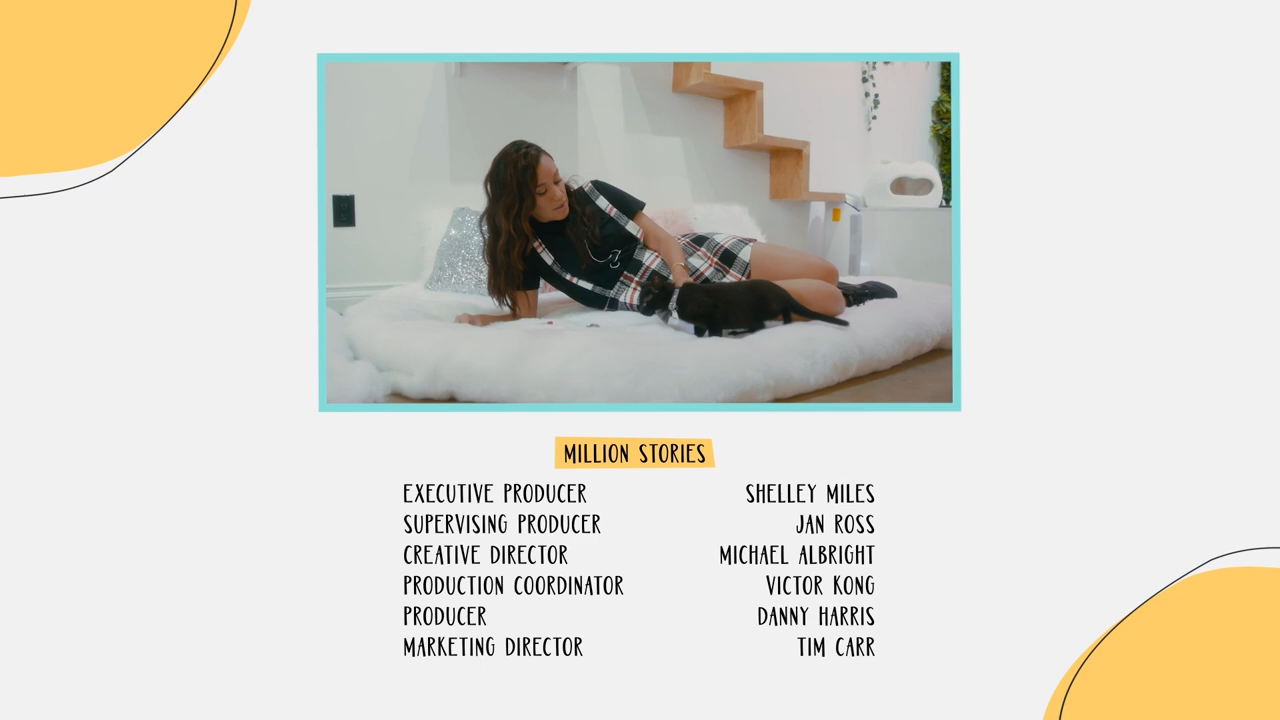 MILLION STORIES
EXECUTIVE PRODUCER SHELLEY MILES
SUPERVISING PRODUCER JAN ROSS
CREATIVE DIRECTOR MICHAEL ALBRIGHT
PRODUCTION COORDINATOR VICTOR KONG
PRODUCER DANNY HARRIS
MARKETING DIRECTOR TIM CARR